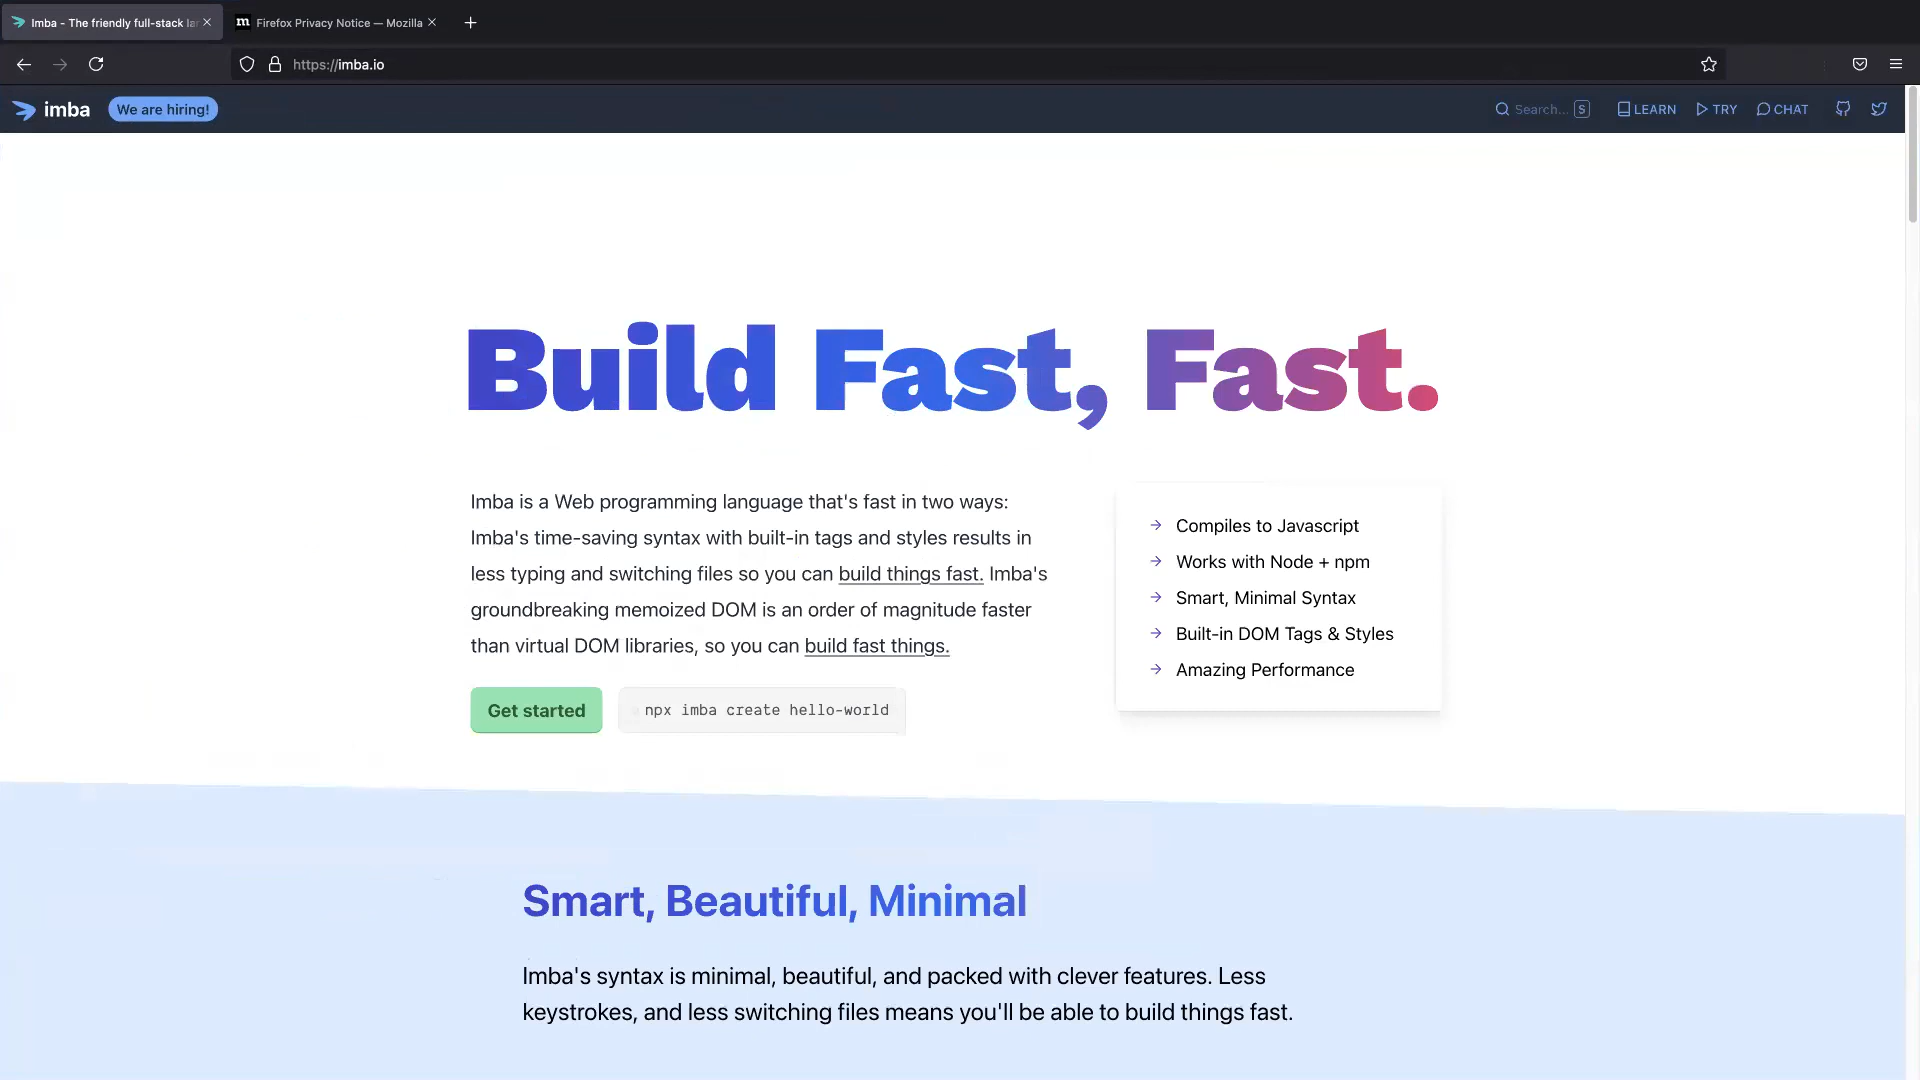 Imba - The friendly full-stack la
Firefox Privacy Notice — Mozilla
https://imba.io
imba
We are hiring!
Search...
S
LEARN
TRY
CHAT
Build Fast, Fast.
Imba is a Web programming language that's fast in two ways:
Imba's time-saving syntax with built-in tags and styles results in
less typing and switching files so you can build things fast. Imba's
groundbreaking memoized DOM is an order of magnitude faster
than virtual DOM libraries, so you can build fast things.
Compiles to Javascript
Works with Node + npm
Smart, Minimal Syntax
Built-in DOM Tags & Styles
Amazing Performance
Get started
npx imba create hello-world
Smart, Beautiful, Minimal
Imba's syntax is minimal, beautiful, and packed with clever features. Less
keystrokes, and less switching files means you'll be able to build things fast.